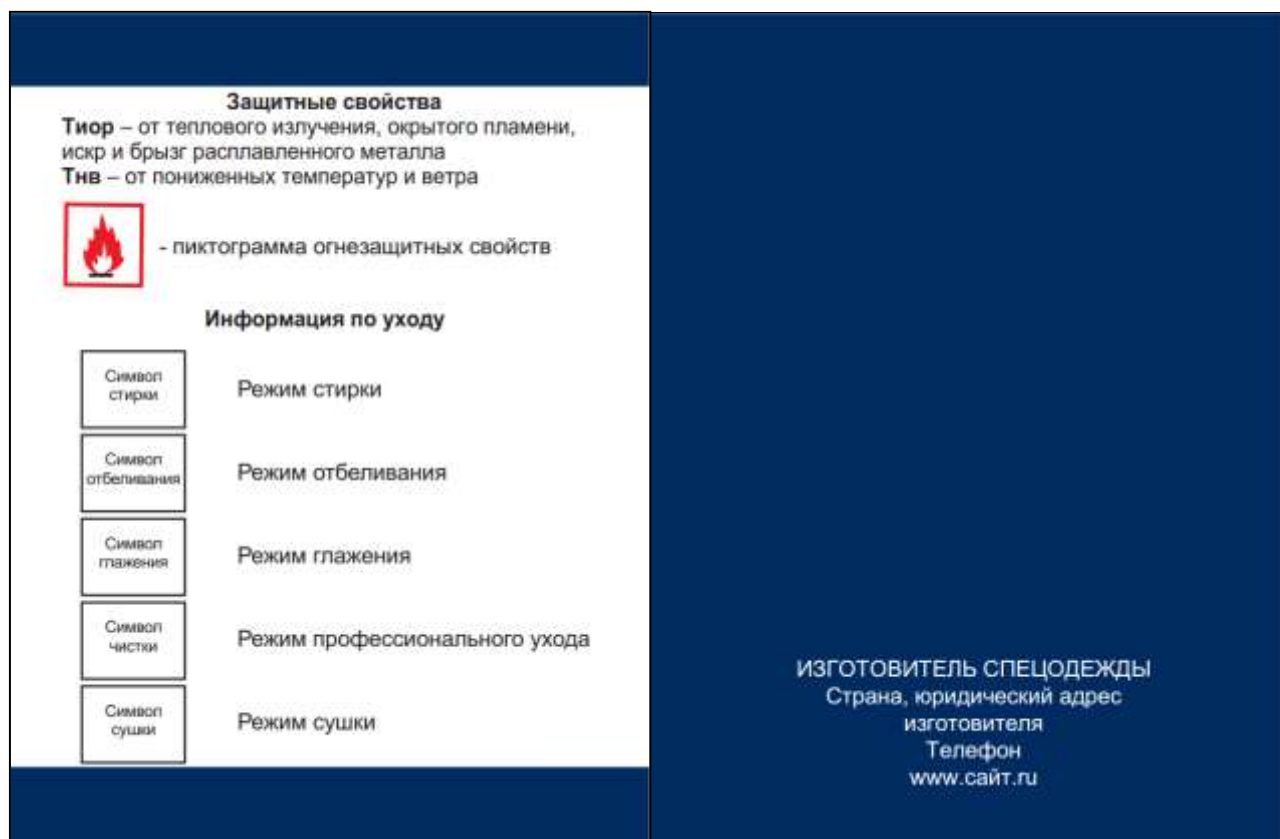 Защитные свойства
Тиор – от теплового излучения, окрытого пламени,
искр и брызг расплавленного металла
Тнв – от пониженных температур и ветра
- пиктограмма огнезащитных свойств
Информация по уходу
Символ
стирки
Режим стирки
Символ
отбеливания
Режим отбеливания
Символ
глажения
Режим глажения
Символ
чистки
Режим профессионального ухода
Символ
сушки
Режим сушки
ИЗГОТОВИТЕЛЬ СПЕЦОДЕЖДЫ
Страна, юридический адрес
изготовителя
Телефон
www.сайт.ru